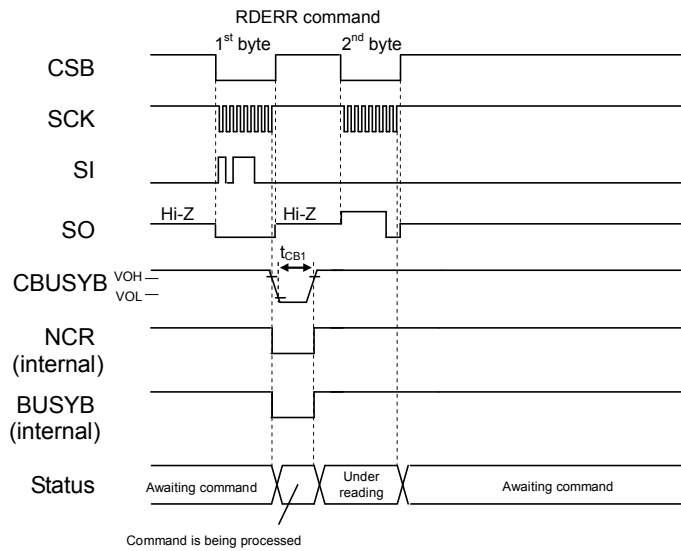 RDERR command
1st byte
2nd byte
CSB
SCK
SI
SO
Hi-Z
Hi-Z
tCB1
CBUSYB
VOH
VOL
NCR
(internal)
BUSYB
(internal)
Status
Awaiting command
Under
reading
Awaiting command
Command is being processed